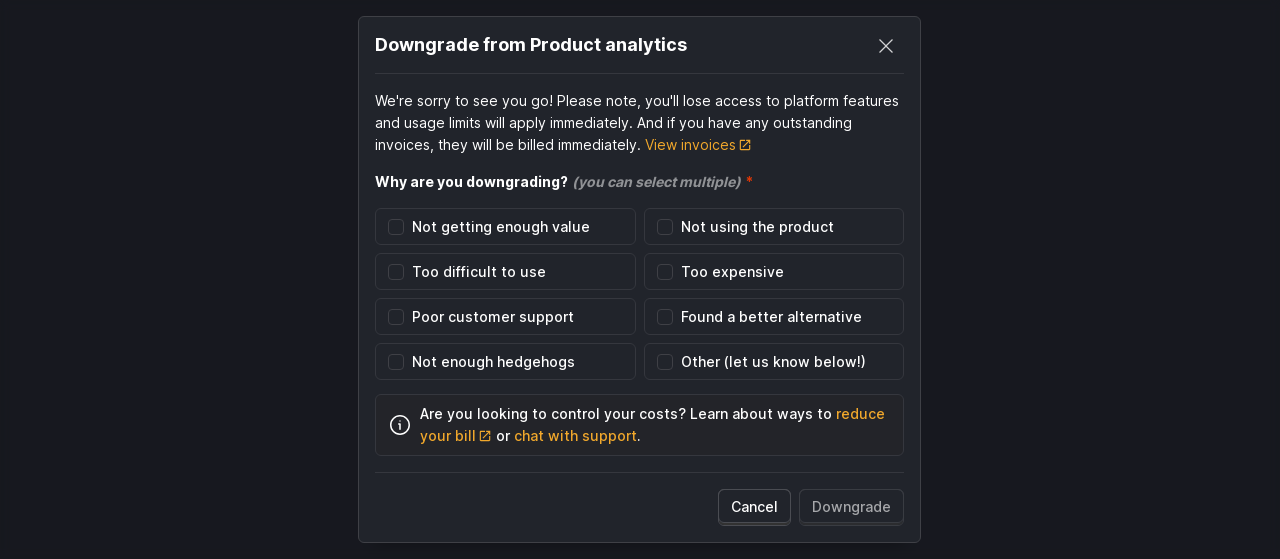 Downgrade from Product analytics
We're sorry to see you go! Please note, you'll lose access to platform features
and usage limits will apply immediately. And if you have any outstanding
invoices, they will be billed immediately. View invoices
Why are you downgrading? (you can select multiple) *
Not getting enough value
Not using the product
Too difficult to use
Too expensive
Poor customer support
Found a better alternative
Not enough hedgehogs
Other (let us know below!)
Are you looking to control your costs? Learn about ways to reduce
your bill or chat with support.
Cancel
Downgrade